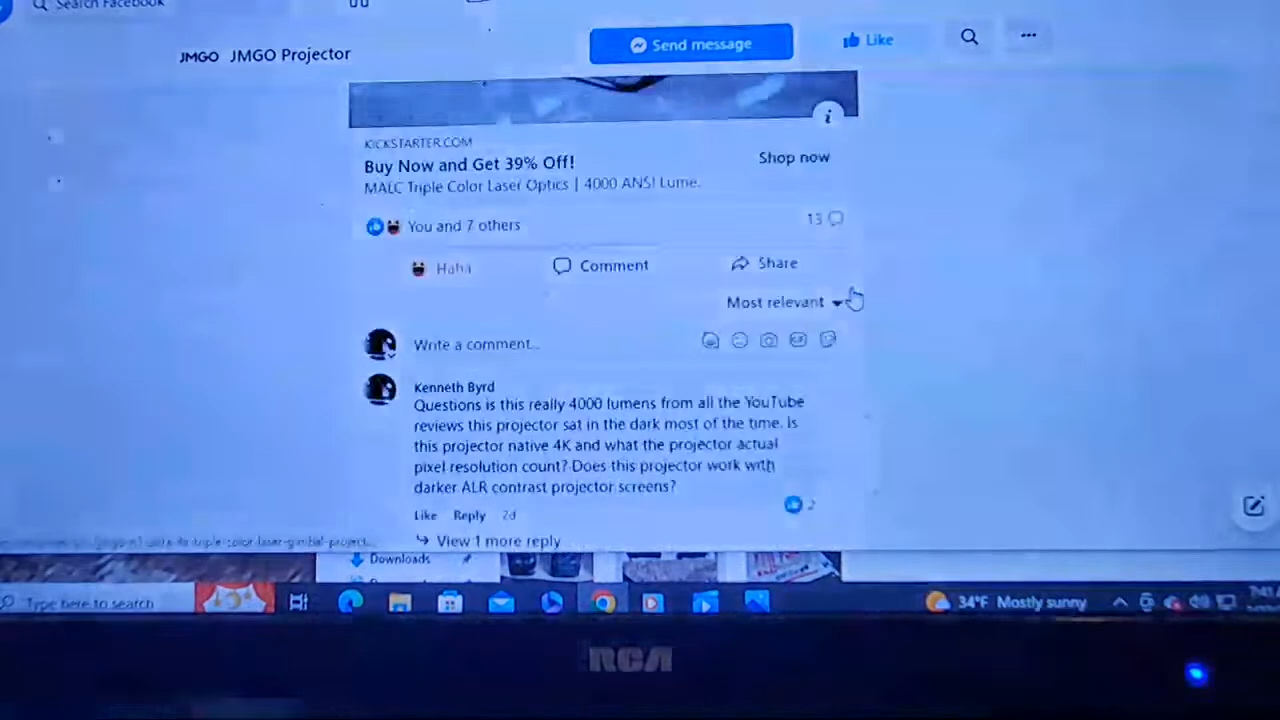 Search Facebook
JMGO JMGO Projector
Send message
Like
KICKSTARTER.COM
Buy Now and Get 39% Off!
Shop now
MALC Triple Color Laser Optics | 4000 ANSI Lume.
You and 7 others
13
Haha
Comment
Share
Most relevant
Write a comment...
GIF
Kenneth Byrd
Questions is this really 4000 lumens from all the YouTube
reviews this projector sat in the dark most of the time. Is
this projector native 4K and what the projector actual
pixel resolution count? Does this projector work with
darker ALR contrast projector screens?
2
Like Reply 2d
View 1 more reply
Downloads
Type here to search
34°F Mostly sunny
RCA